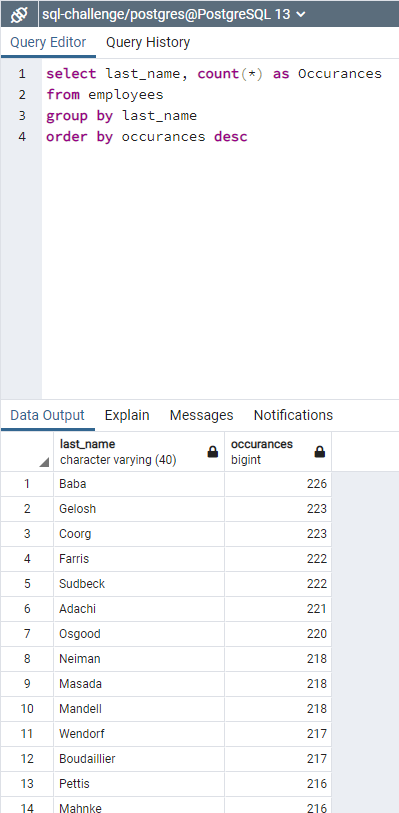 sql-challenge/postgres@PostgreSQL 13
Query Editor Query History
1 select last_name, count(*) as Occurances
2 from employees
3 group by last_name
4 order by occurances desc
Data Output Explain Messages Notifications
last_name occurances
character varying (40) bigint
1 Baba 226
2 Gelosh 223
3 Coorg 223
4 Farris 222
5 Sudbeck 222
6 Adachi 221
7 Osgood 220
8 Neiman 218
9 Masada 218
10 Mandell 218
11 Wendorf 217
12 Boudaillier 217
13 Pettis 216
14 Mahnke 216